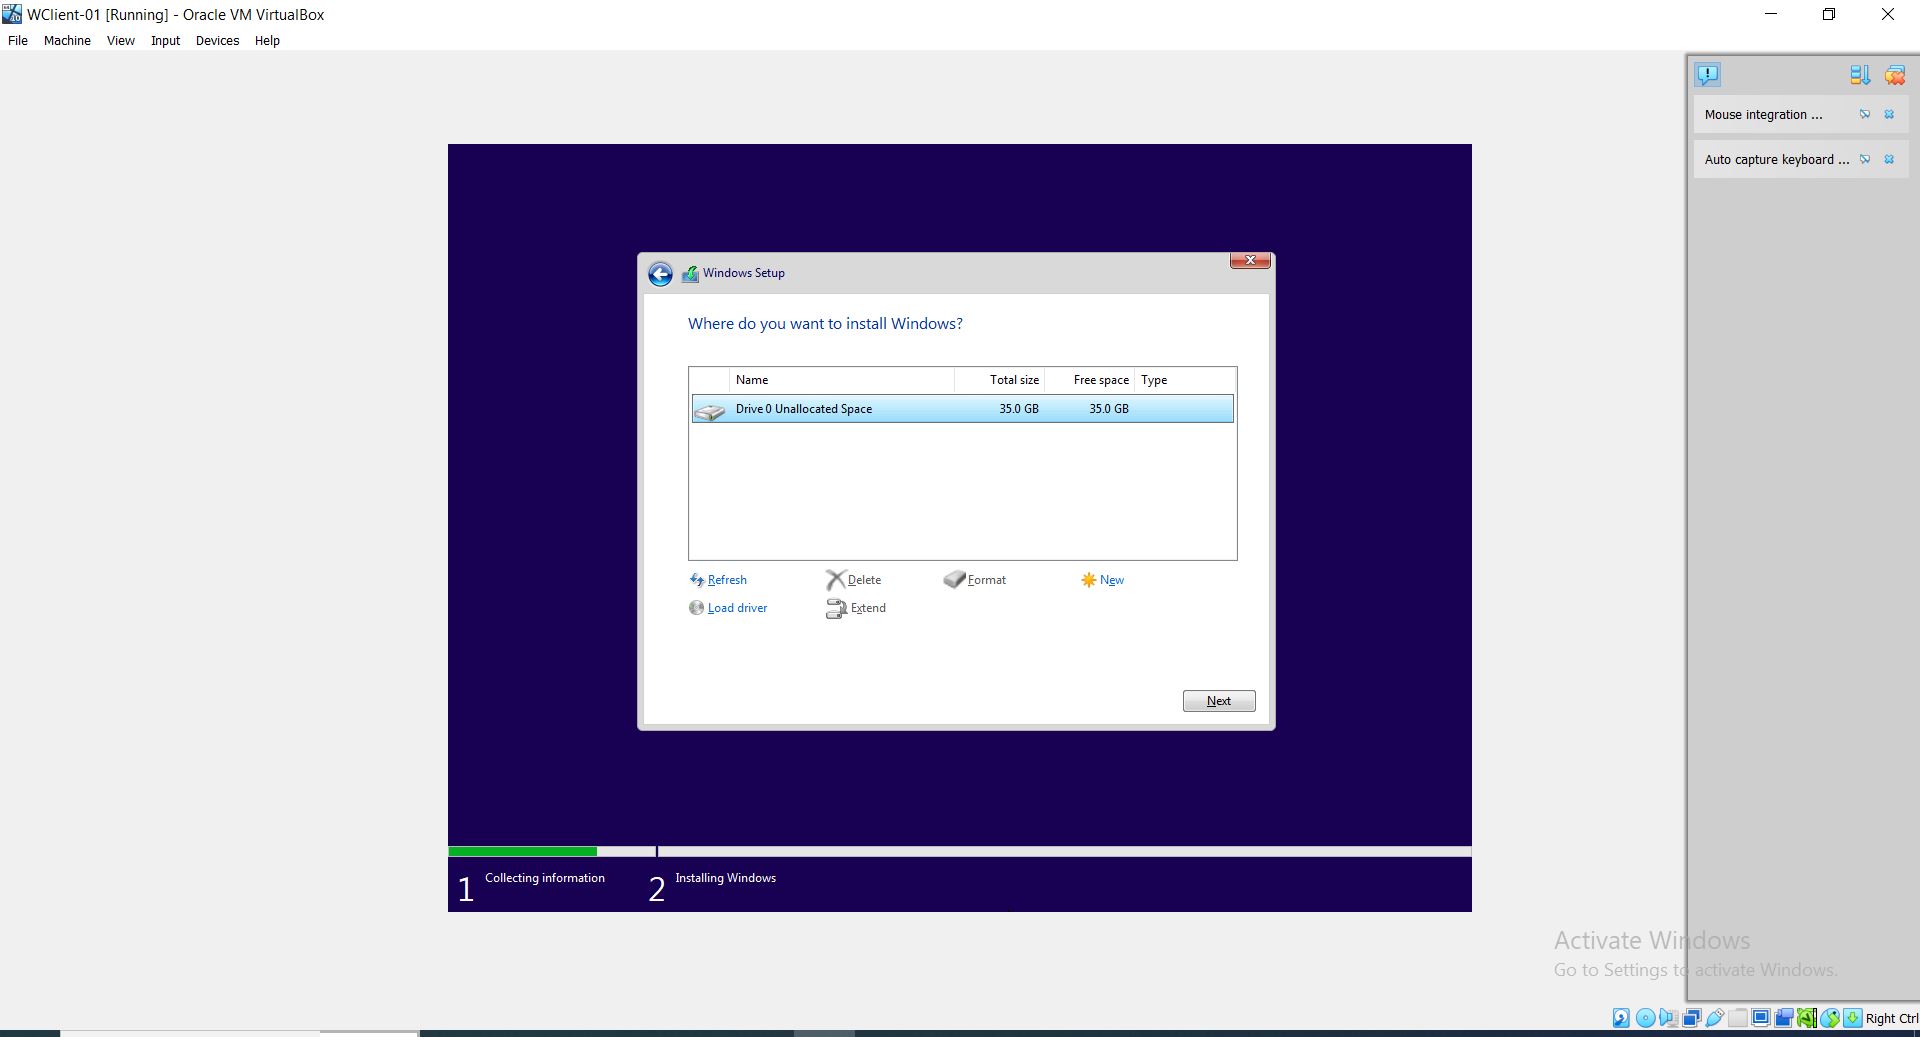 WClient-01 [Running] - Oracle VM VirtualBox
File Machine View Input Devices Help
Mouse integration ...
Auto capture keyboard ...
Windows Setup
Where do you want to install Windows?
Name Total size Free space Type
Drive 0 Unallocated Space 35.0 GB 35.0 GB
Refresh Delete Format New
Load driver Extend
Next
1 Collecting information 2 Installing Windows
Activate Windows
Go to Settings to activate Windows.
Right Ctrl